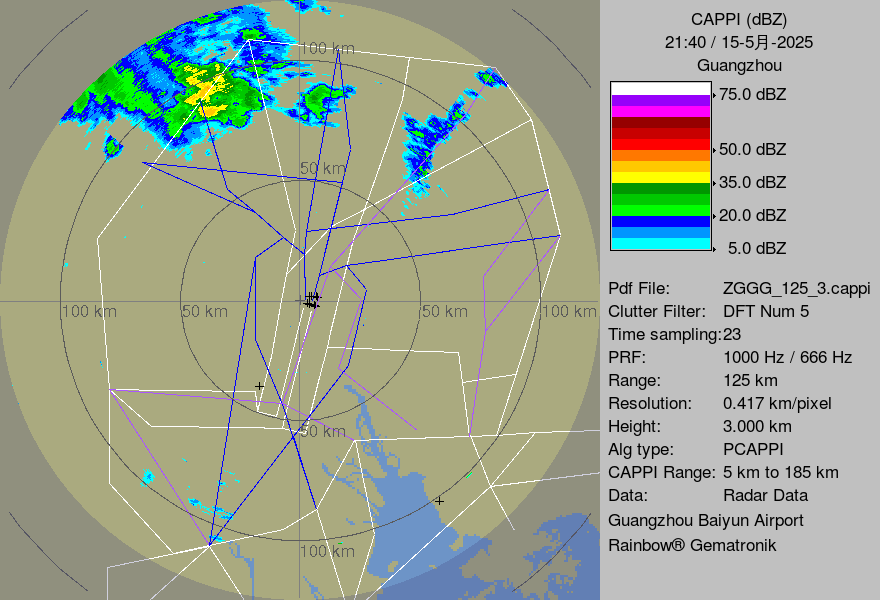 CAPPI (dBZ)
21:40 / 15-5月-2025
Guangzhou
75.0 dBZ
50.0 dBZ
35.0 dBZ
20.0 dBZ
5.0 dBZ
Pdf File: ZGGG_125_3.cappi
Clutter Filter: DFT Num 5
Time sampling:23
PRF: 1000 Hz / 666 Hz
Range: 125 km
Resolution: 0.417 km/pixel
Height: 3.000 km
Alg type: PCAPPI
CAPPI Range: 5 km to 185 km
Data: Radar Data
Guangzhou Baiyun Airport
Rainbow® Gematronik
100 km
50 km
100 km
50 km
50 km
100 km
50 km
100 km